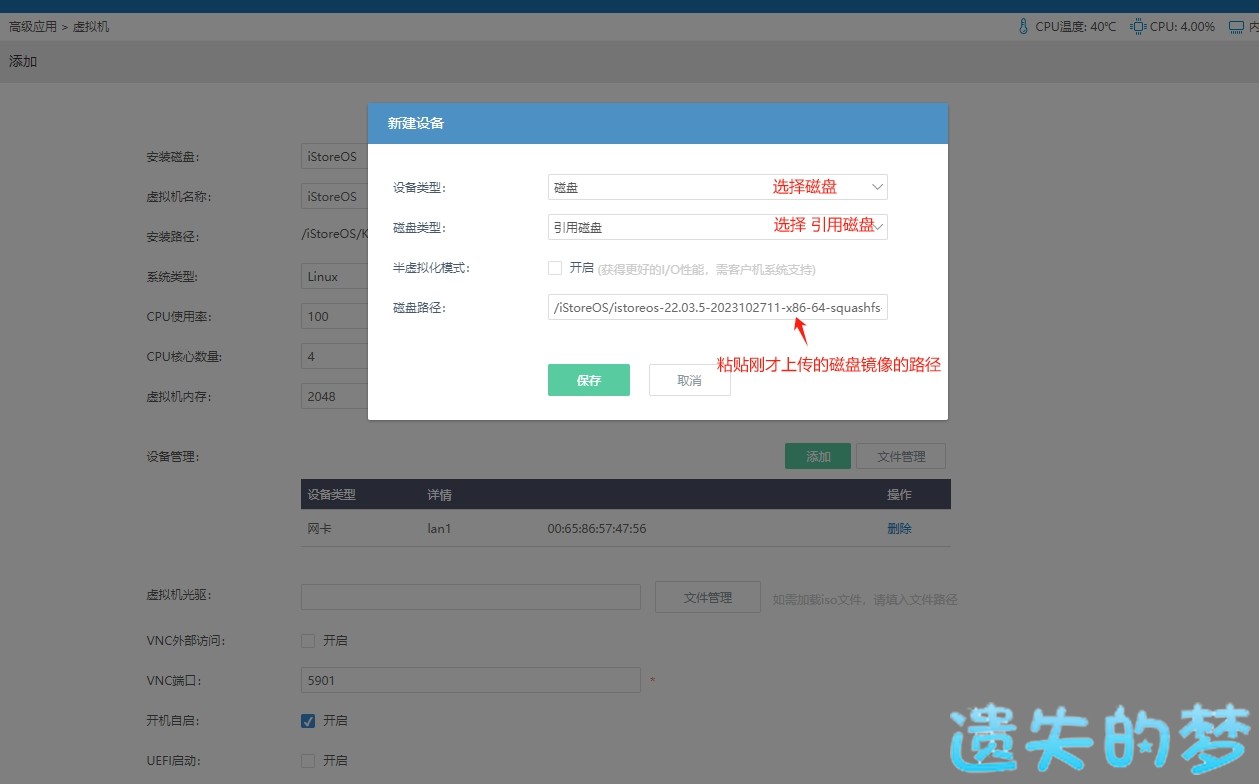 高级应用 > 虚拟机
CPU温度: 40℃
CPU: 4.00%
内
添加
新建设备
设备类型:
磁盘
选择磁盘
磁盘类型:
引用磁盘
选择 引用磁盘
半虚拟化模式:
开启 (获得更好的I/O性能，需客户机系统支持)
磁盘路径:
/iStoreOS/istoreos-22.03.5-2023102711-x86-64-squashfs-
粘贴刚才上传的磁盘镜像的路径
保存
取消
安装磁盘:
iStoreOS
虚拟机名称:
iStoreOS
安装路径:
/iStoreOS/K
系统类型:
Linux
CPU使用率:
100
CPU核心数量:
4
虚拟机内存:
2048
设备管理:
添加
文件管理
设备类型 详情 操作
网卡 lan1 00:65:86:57:47:56 删除
虚拟机光驱:
文件管理
如需加载iso文件，请填入文件路径
VNC外部访问:
开启
VNC端口:
5901
*
开机自启:
开启
UEFI启动:
开启
遗失的梦